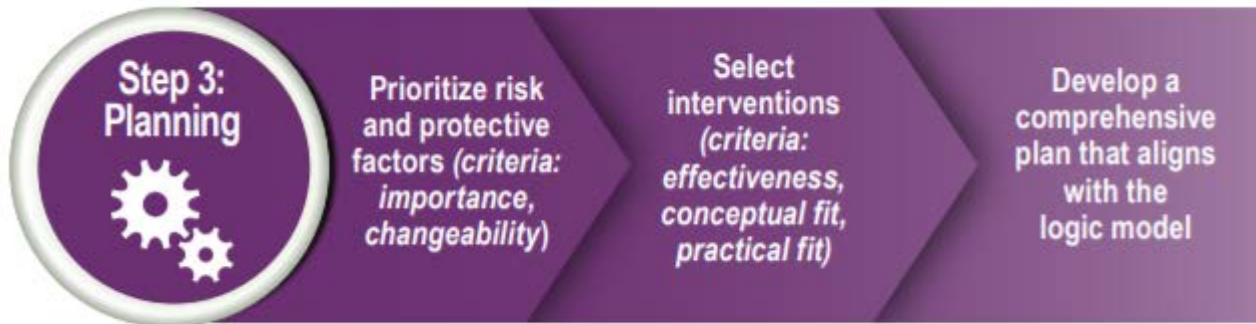 Step 3:
Planning
Prioritize risk
and protective
factors (criteria:
importance,
changeability)
Select
interventions
(criteria:
effectiveness,
conceptual fit,
practical fit)
Develop a
comprehensive
plan that aligns
with the
logic model